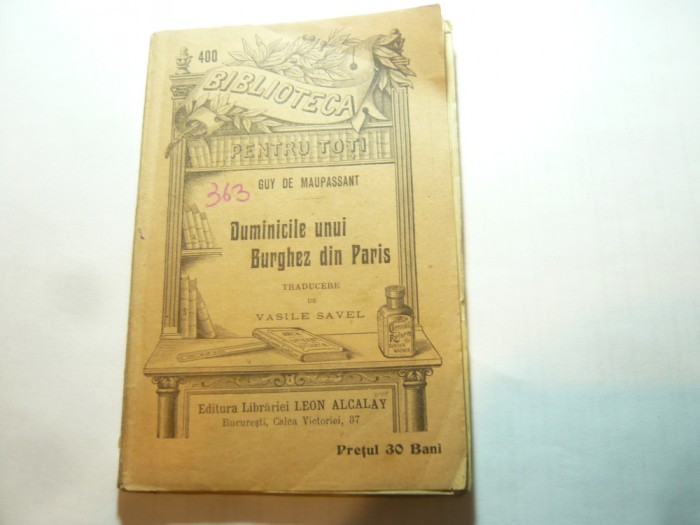 400
BIBLIOTECA
PENTRU TOȚI
GUY DE MAUPASSANT
363
Duminicile unui
Burghez din Paris
TRADUCERE
DE
VASILE SAVEL
Editura Librăriei LEON ALCALAY
Bucureşti, Calea Victoriei, 37
Preţul 30 Bani